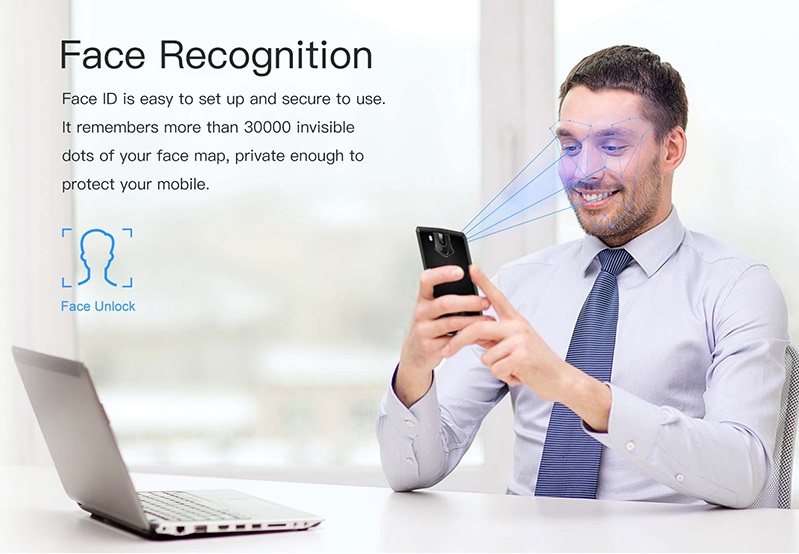 Face Recognition
Face ID is easy to set up and secure to use.
It remembers more than 30000 invisible
dots of your face map, private enough to
protect your mobile.
Face Unlock